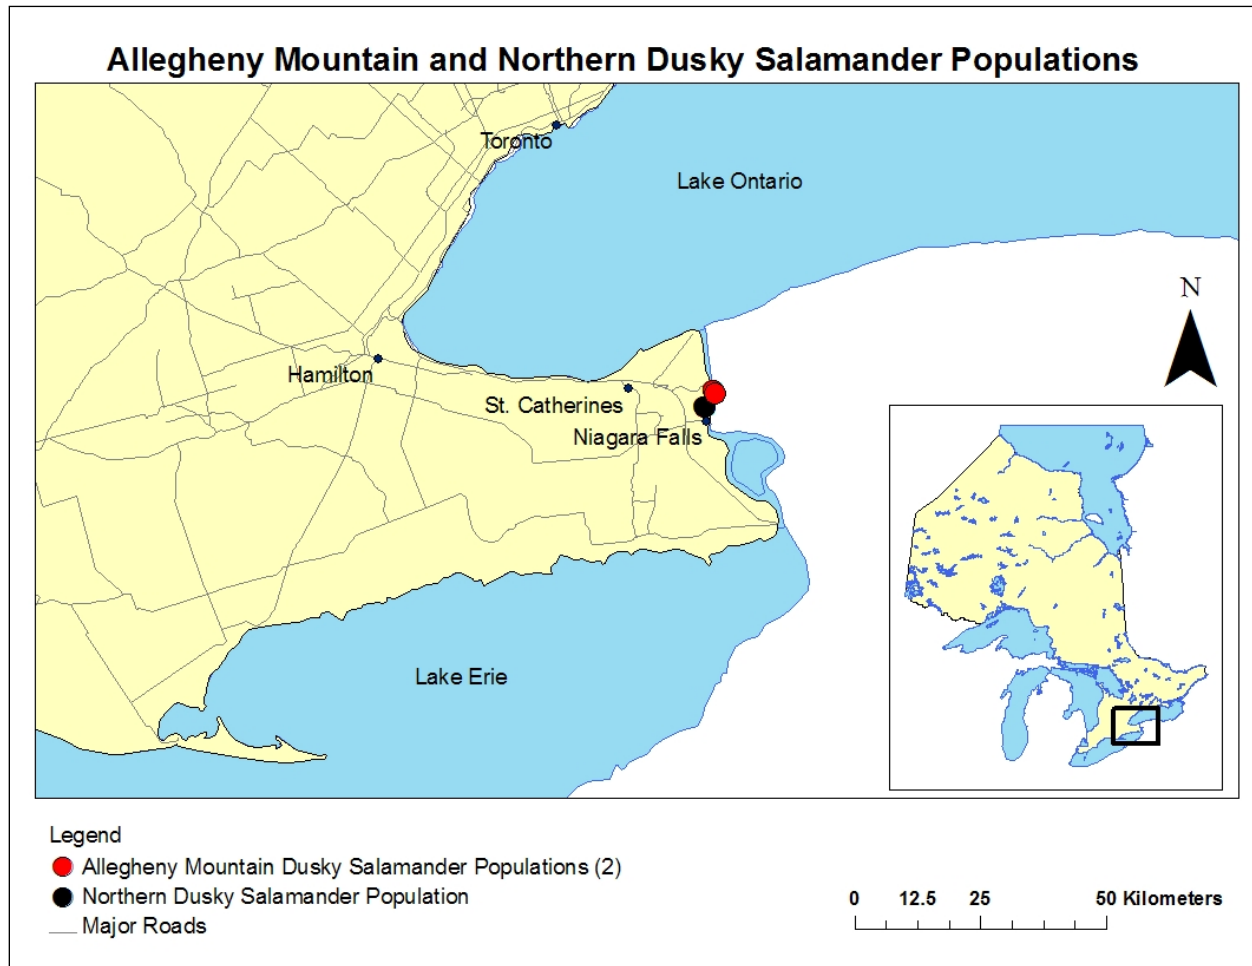 Allegheny Mountain and Northern Dusky Salamander Populations
Toronto
Lake Ontario
N
Hamilton
St. Catherines
Niagara Falls
Lake Erie
Legend
Allegheny Mountain Dusky Salamander Populations (2)
Northern Dusky Salamander Population
Major Roads
0 12.5 25 50 Kilometers